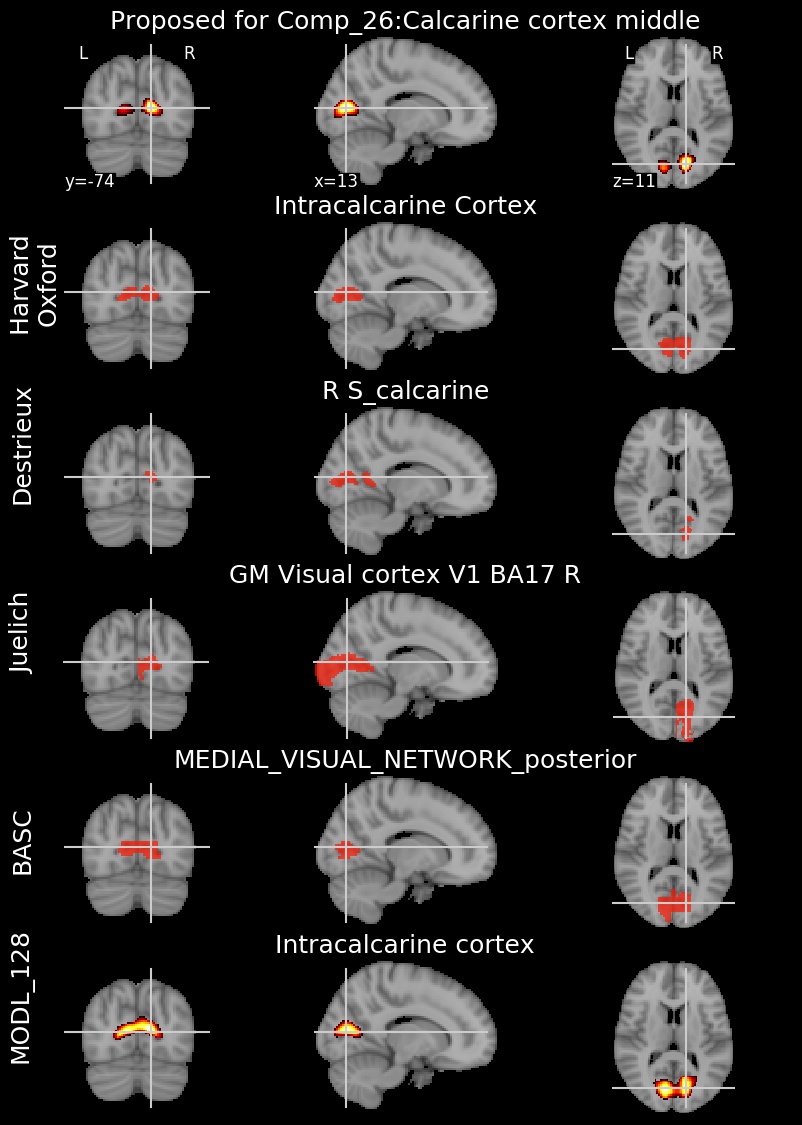 Proposed for Comp_26:Calcarine cortex middle
L R L R
y=-74 x=13 z=11
Intracalcarine Cortex
Harvard
Oxford
R S_calcarine
Destrieux
GM Visual cortex V1 BA17 R
Juelich
MEDIAL_VISUAL_NETWORK_posterior
BASC
Intracalcarine cortex
MODL_128